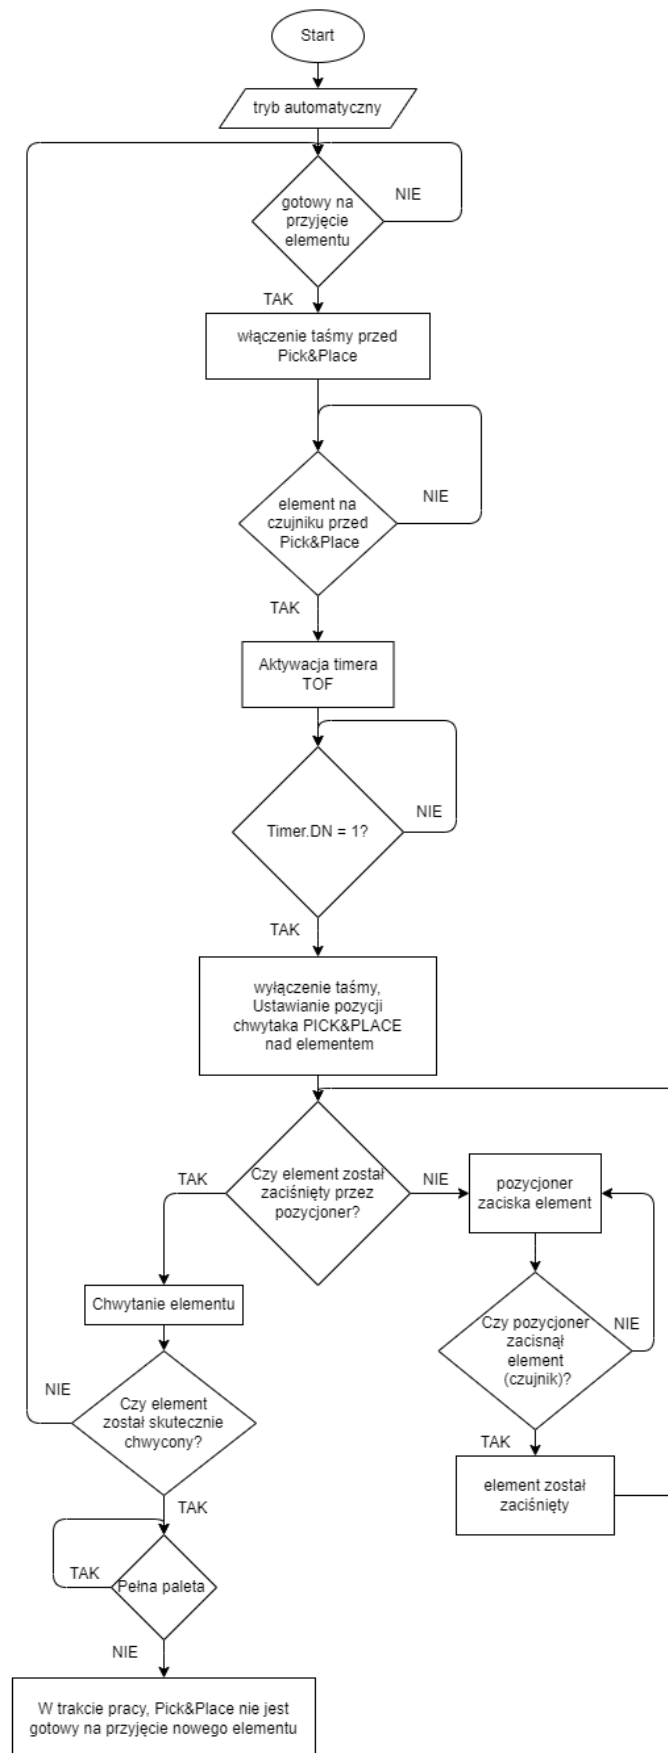 Start
tryb automatyczny
NIE
gotowy na
przyjęcie
elementu
TAK
włączenie taśmy przed
Pick&Place
NIE
element na
czujniku przed
Pick&Place
TAK
Aktywacja timera
TOF
NIE
Timer.DN = 1?
TAK
wyłączenie taśmy,
Ustawianie pozycji
chwytaka PICK&PLACE
nad elementem
TAK
Czy element został
zaciśnięty przez
pozycjoner?
NIE
pozycjoner
zaciska element
Chwytanie elementu
Czy pozycjoner
zacisnął
element
(czujnik)?
NIE
NIE
Czy element
został skutecznie
chwycony?
TAK
element został
zaciśnięty
TAK
TAK
Pełna paleta
NIE
W trakcie pracy, Pick&Place nie jest
gotowy na przyjęcie nowego elementu